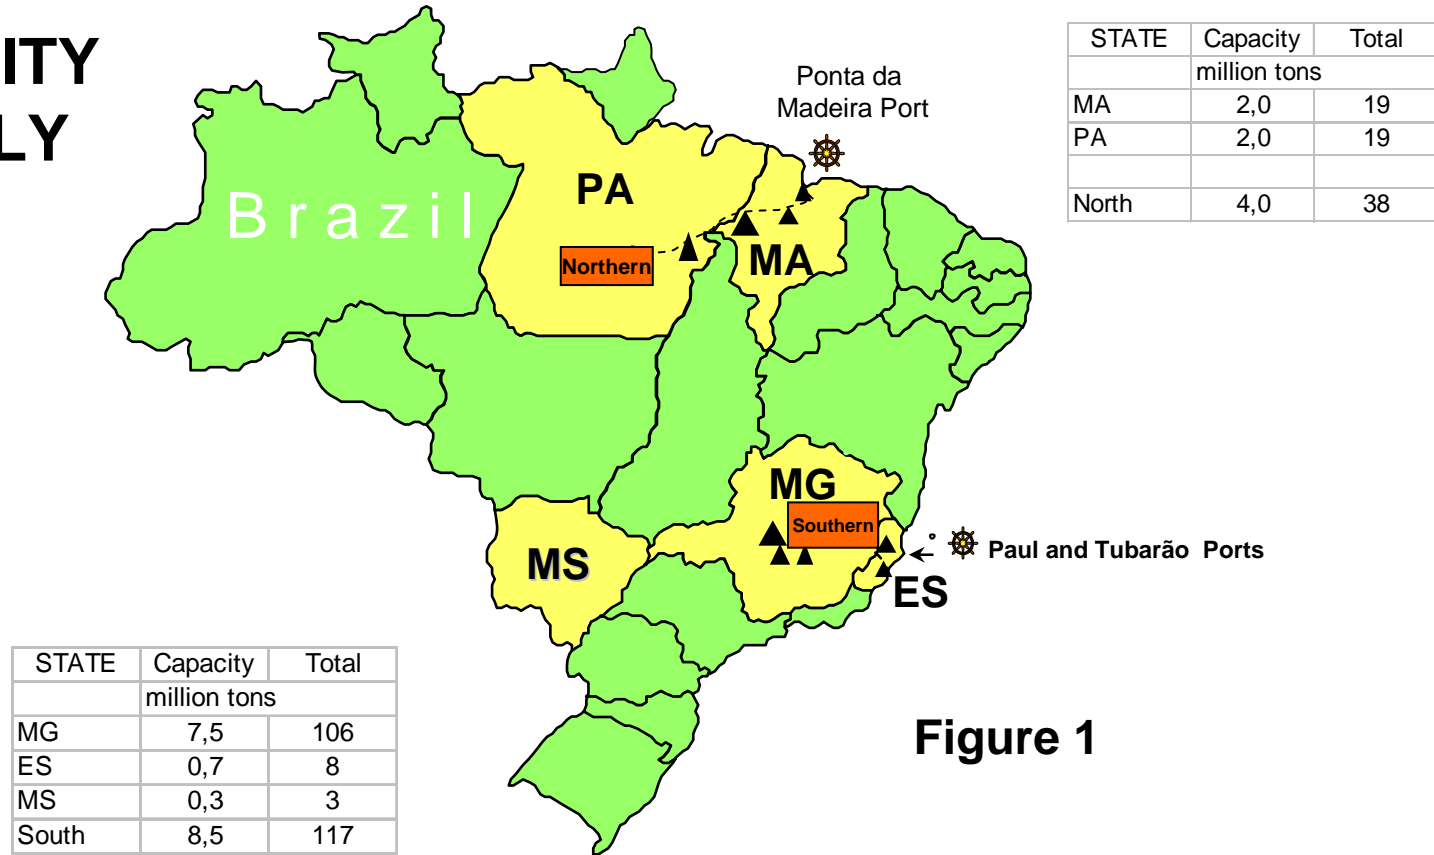 ITY
LY
STATE Capacity Total
million tons
MA 2,0 19
PA 2,0 19
North 4,0 38
Ponta da
Madeira Port
Brazil
PA
Northern
MA
MG
Southern
MS
ES
Paul and Tubarão Ports
STATE Capacity Total
million tons
MG 7,5 106
ES 0,7 8
MS 0,3 3
South 8,5 117
Figure 1